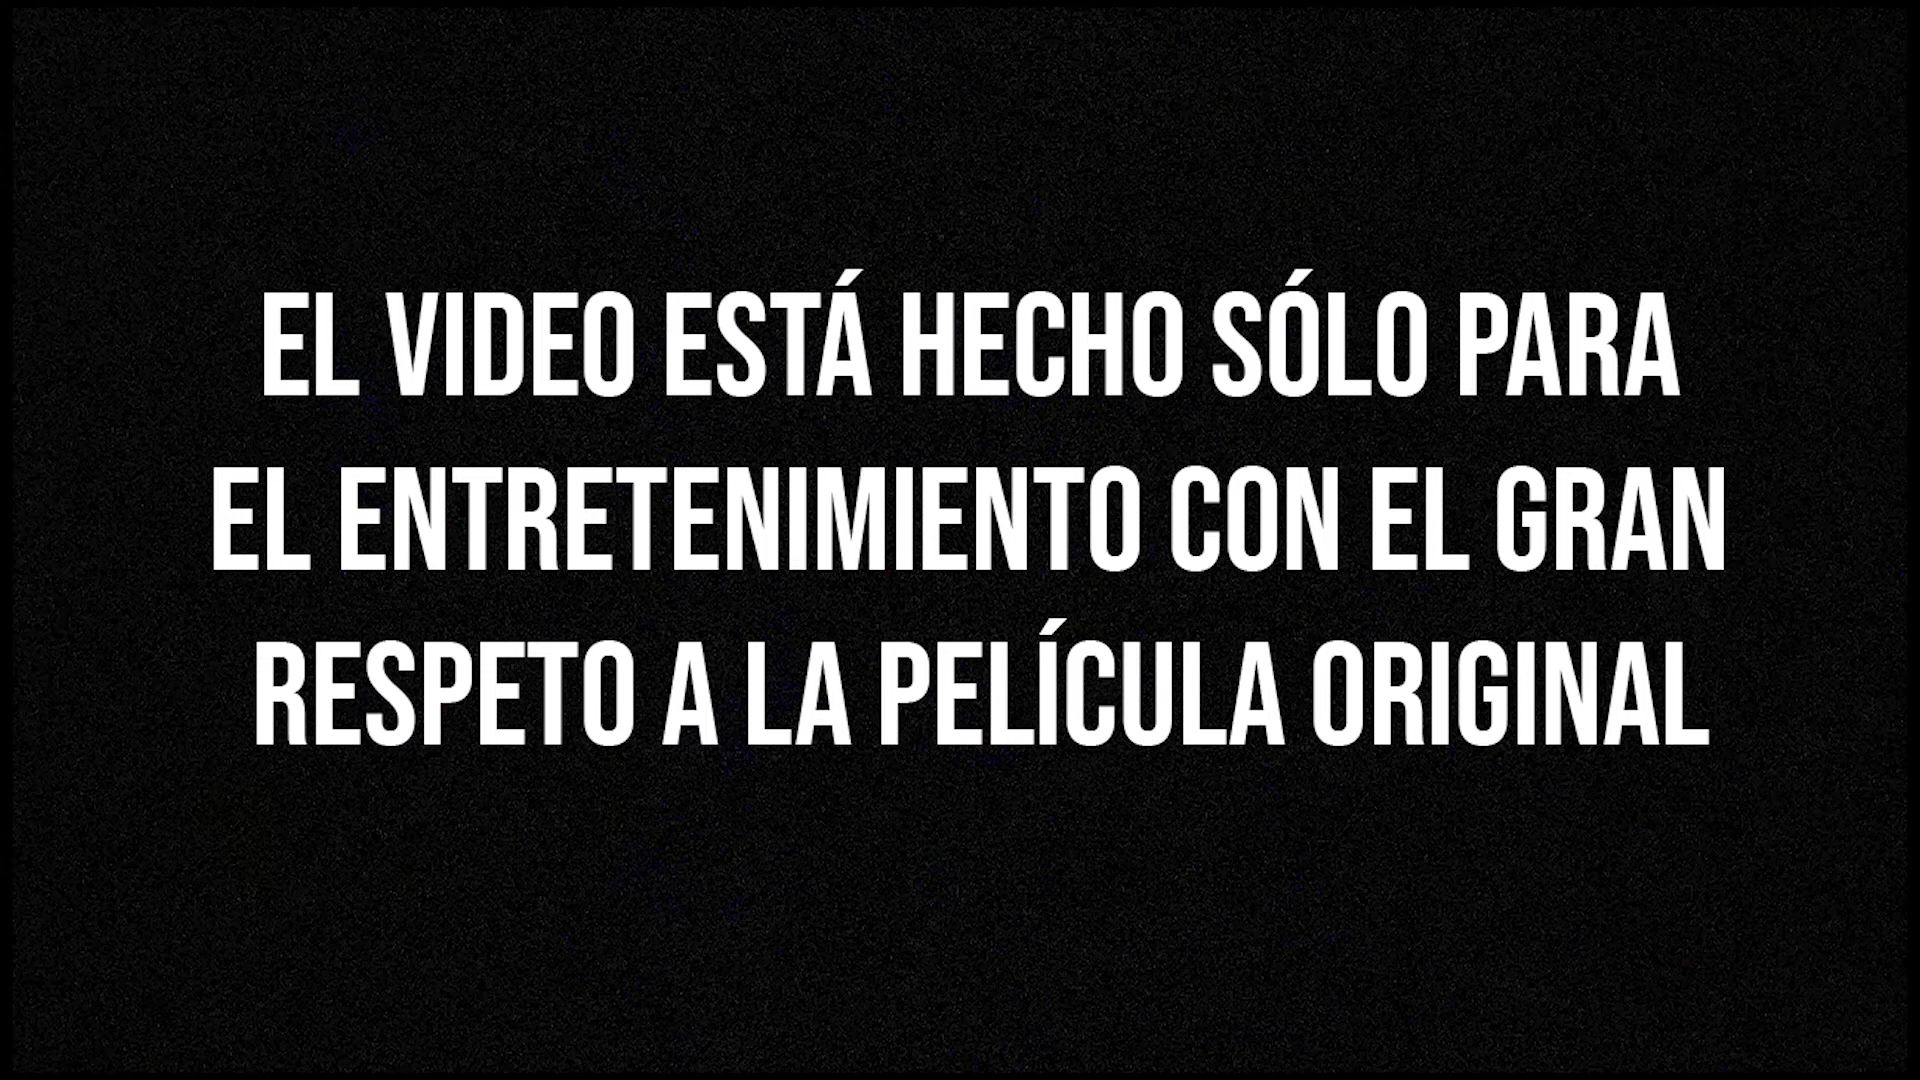 EL VIDEO ESTÁ HECHO SÓLO PARA
EL ENTRETENIMIENTO CON EL GRAN
RESPETO A LA PELÍCULA ORIGINAL